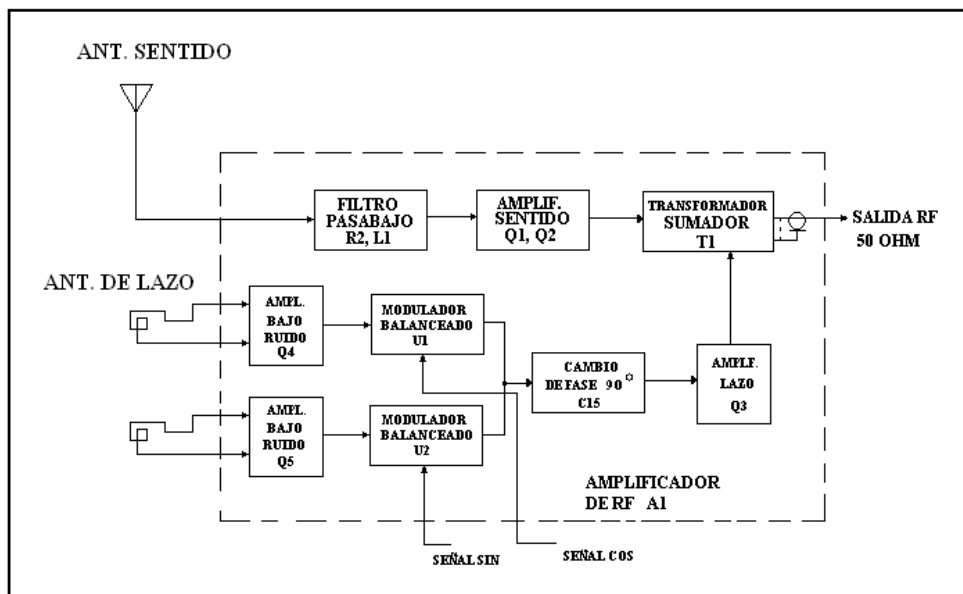 ANT. SENTIDO
FILTRO
PASABAJO
R2, L1
AMPLIF.
SENTIDO
Q1, Q2
TRANSFORMADOR
SUMADOR
T1
SALIDA RF
50 OHM
ANT. DE LAZO
AMPL.
BAJO
RUIDO
Q4
MODULADOR
BALANCEADO
U1
CAMBIO
DE FASE 90°
C15
AMPLF.
LAZO
Q3
AMPL.
BAJO
RUIDO
Q5
MODULADOR
BALANCEADO
U2
AMPLIFICADOR
DE RF A1
SEÑAL SIN
SEÑAL COS